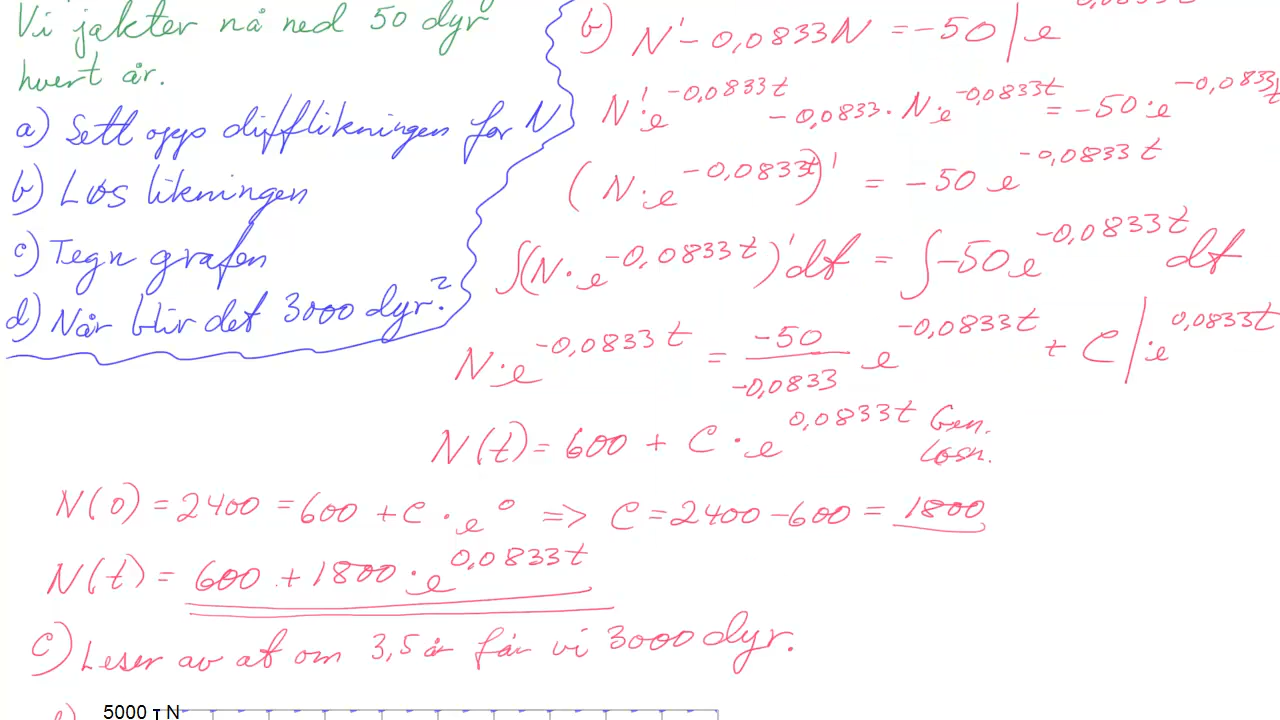 Vi jakter nå ned 50 dyr
hvert år.
a) Sett opp difflikningen for N
b) Løs likningen
c) Tegn grafen
d) Når blir det 3000 dyr?
b) N' - 0,0833N = -50 | e
N'·e^-0,0833t - 0,0833·N·e^-0,0833t = -50·e^-0,0833t
(N·e^-0,0833t)' = -50 e^-0,0833t
∫(N·e^-0,0833t)'dt = ∫-50e^-0,0833t dt
N·e^-0,0833t = -50/-0,0833 e^-0,0833t + C |·e^0,0833t
N(t) = 600 + C·e^0,0833t Gen. løsn.
N(0) = 2400 = 600 + C·e^0 => C = 2400 - 600 = 1800
N(t) = 600 + 1800·e^0,0833t
c) Leser av at om 3,5 år får vi 3000 dyr.
5000 N